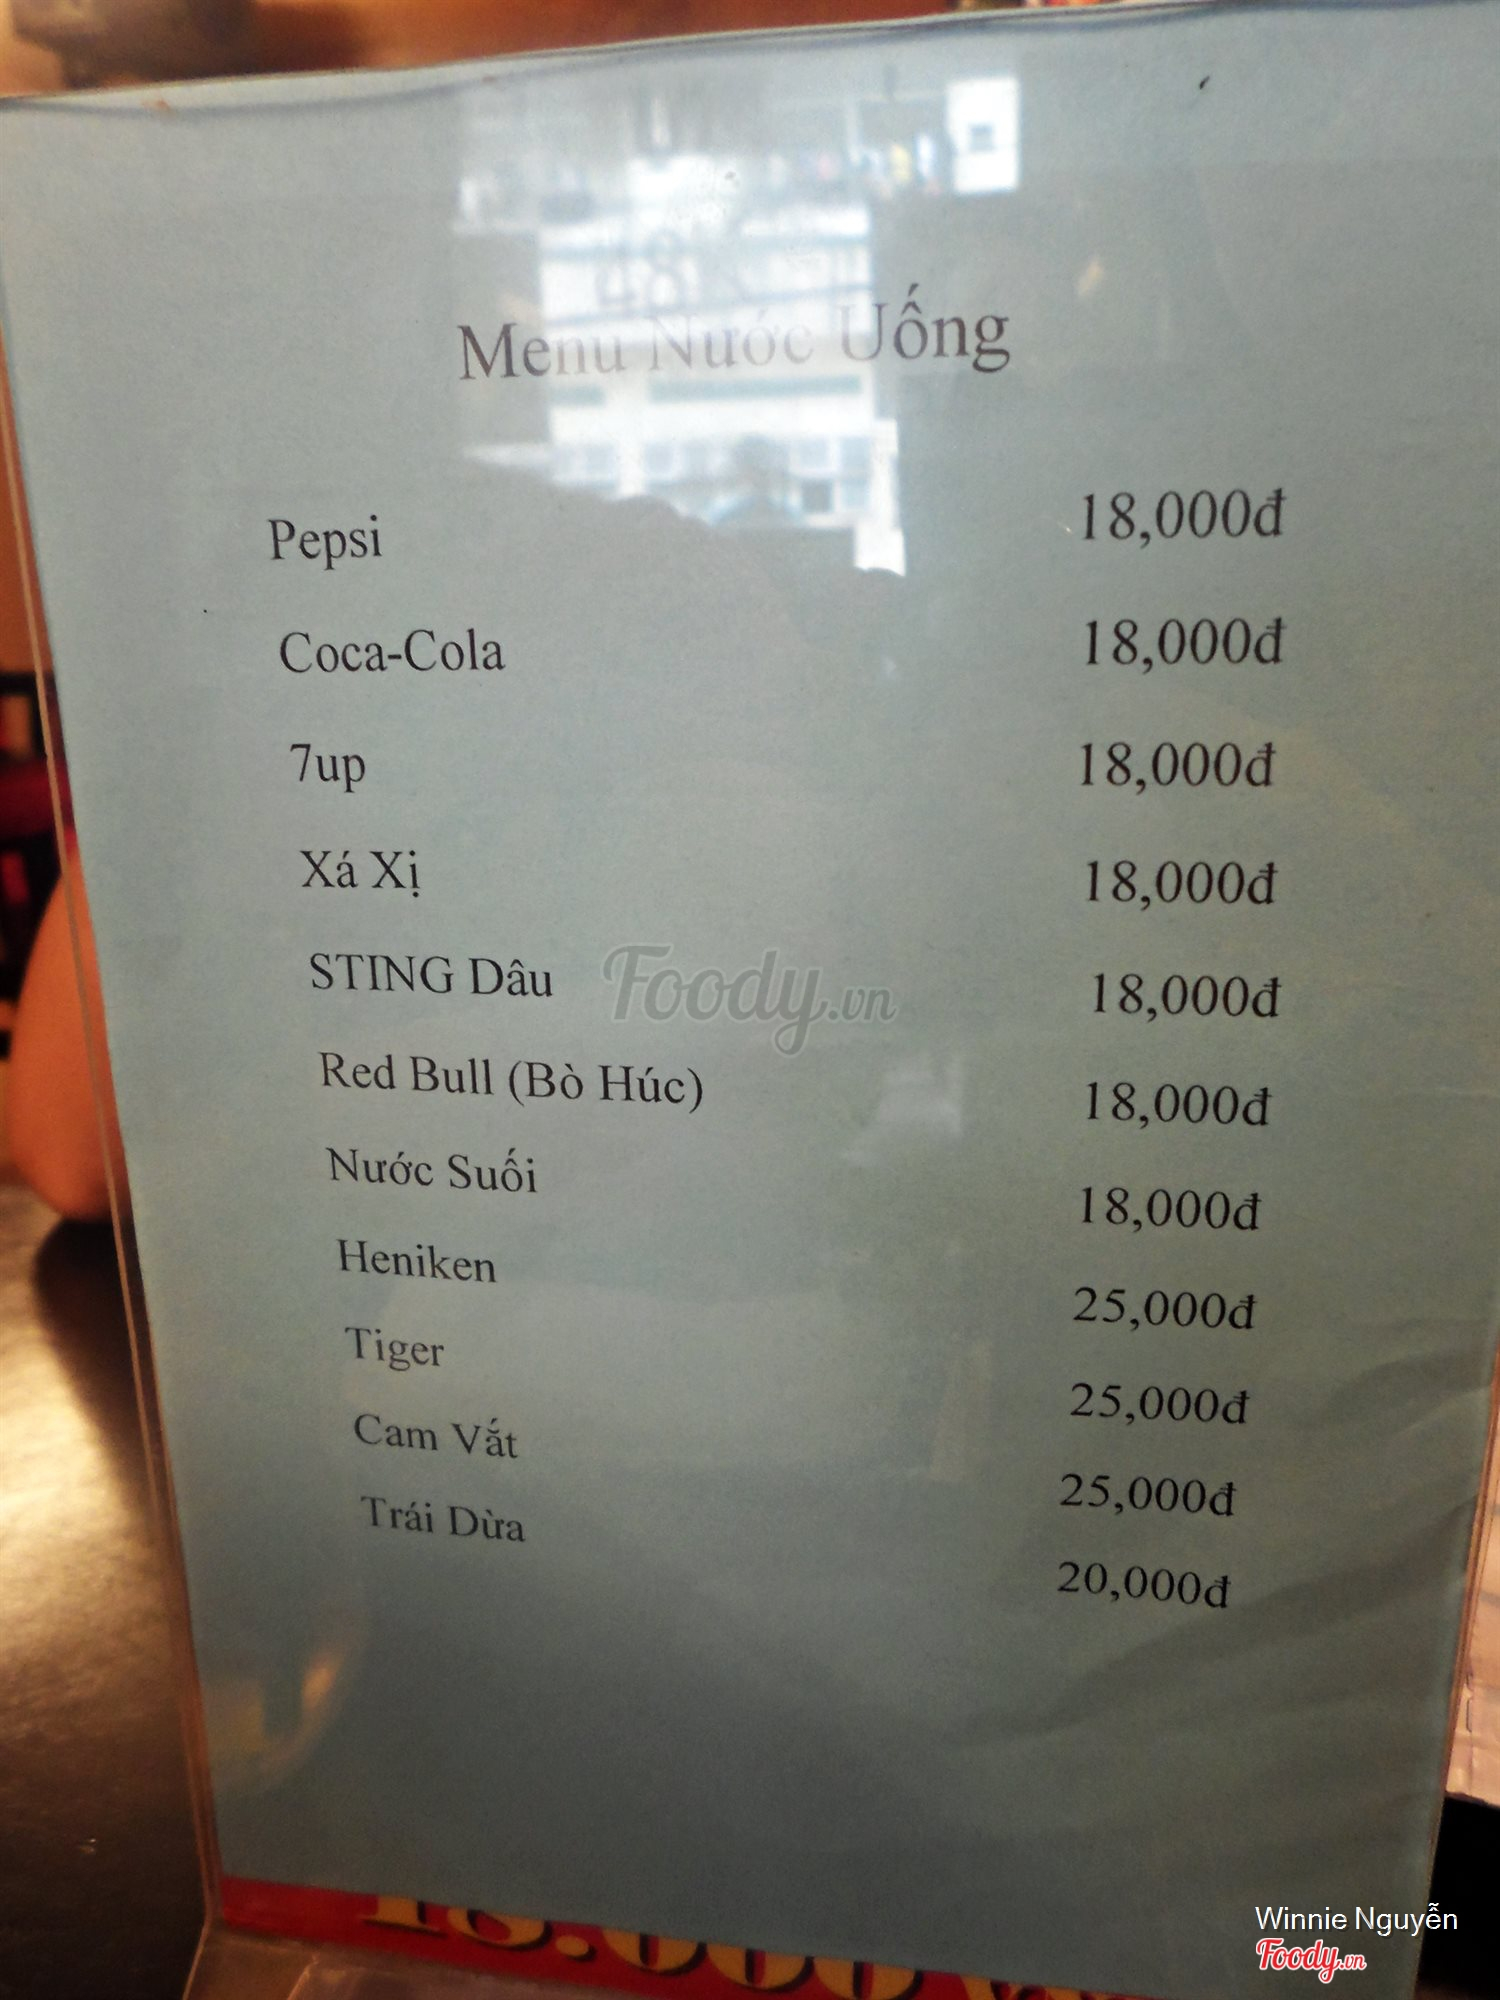 Menu Nước Uống
Pepsi 18,000đ
Coca-Cola 18,000đ
7up 18,000đ
Xá Xị 18,000đ
STING Dâu 18,000đ
Red Bull (Bò Húc) 18,000đ
Nước Suối 18,000đ
Heniken 25,000đ
Tiger 25,000đ
Cam Vắt 25,000đ
Trái Dừa 20,000đ
Foody.vn
18.000
Winnie Nguyễn
Foody.vn